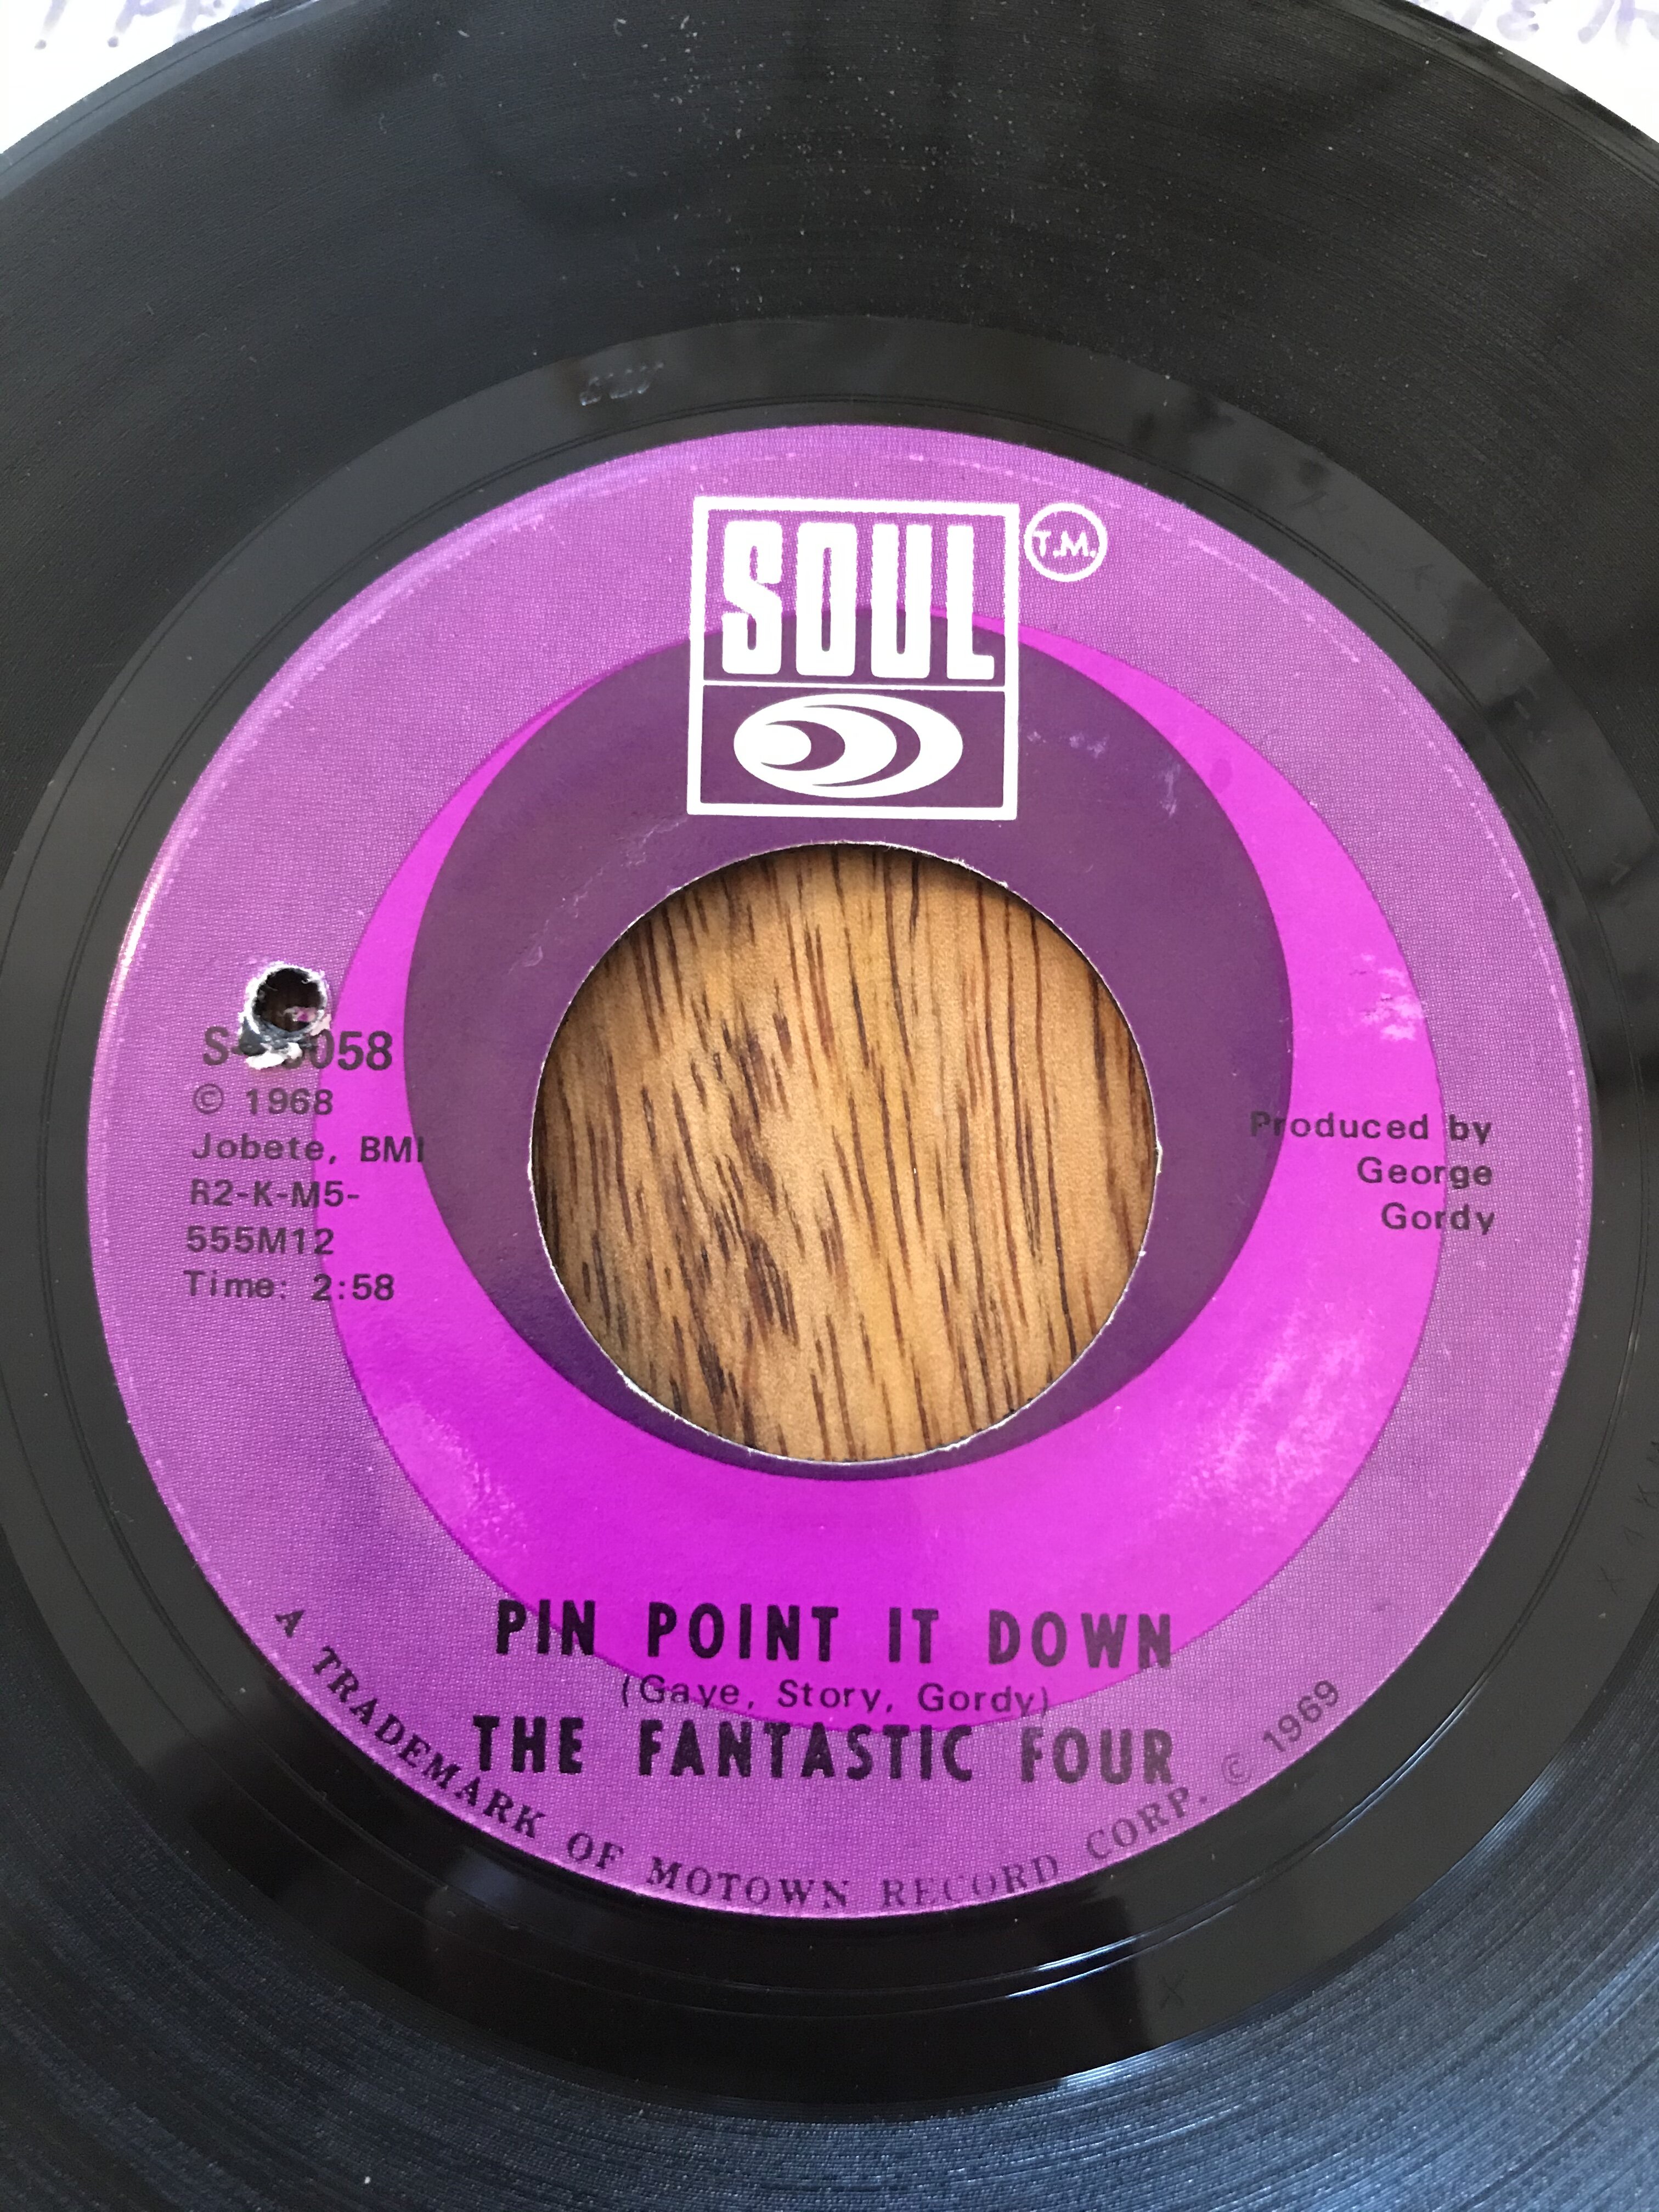 SOUL
T.M.
058
© 1968
Jobete, BMI
R2-K-M5-
555M12
Time: 2:58
Produced by
George
Gordy
PIN POINT IT DOWN
(Gaye, Story, Gordy)
THE FANTASTIC FOUR
A TRADEMARK OF MOTOWN RECORD CORP. © 1969